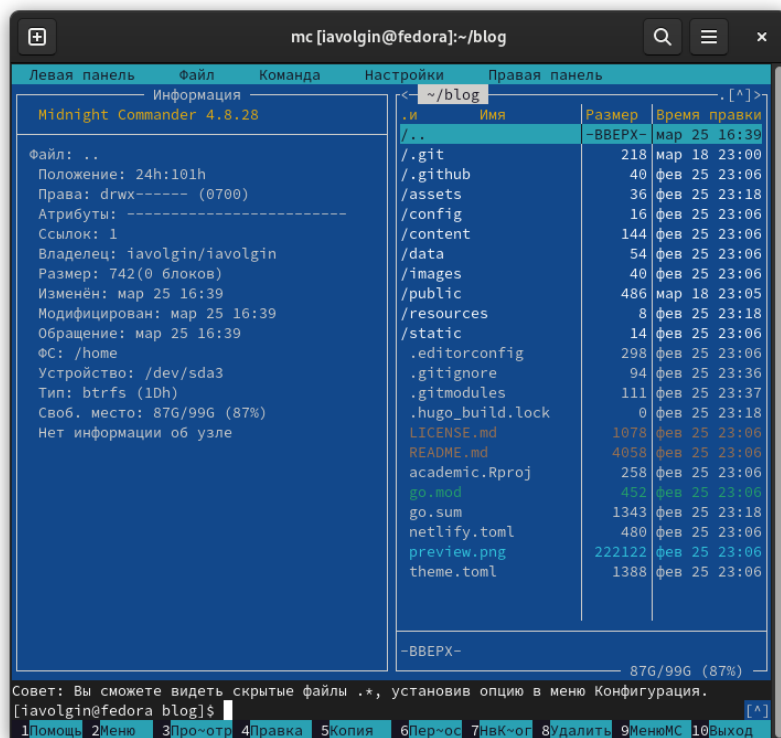 mc [iavolgin@fedora]:~/blog
Левая панель Файл Команда Настройки Правая панель
Информация
Midnight Commander 4.8.28
Файл: ..
Положение: 24h:101h
Права: drwx------ (0700)
Атрибуты: -------------------------
Ссылок: 1
Владелец: iavolgin/iavolgin
Размер: 742(0 блоков)
Изменён: мар 25 16:39
Модифицирован: мар 25 16:39
Обращение: мар 25 16:39
ФС: /home
Устройство: /dev/sda3
Тип: btrfs (1Dh)
Своб. место: 87G/99G (87%)
Нет информации об узле
<- ~/blog .[^]>
.и Имя Размер Время правки
/.. -ВВЕРХ- мар 25 16:39
/.git 218 мар 18 23:00
/.github 40 фев 25 23:06
/assets 36 фев 25 23:18
/config 16 фев 25 23:06
/content 144 фев 25 23:06
/data 54 фев 25 23:06
/images 40 фев 25 23:06
/public 486 мар 18 23:05
/resources 8 фев 25 23:18
/static 14 фев 25 23:06
.editorconfig 298 фев 25 23:06
.gitignore 94 фев 25 23:36
.gitmodules 111 фев 25 23:37
.hugo_build.lock 0 фев 25 23:18
LICENSE.md 1078 фев 25 23:06
README.md 4058 фев 25 23:06
academic.Rproj 258 фев 25 23:06
go.mod 452 фев 25 23:06
go.sum 1343 фев 25 23:18
netlify.toml 480 фев 25 23:06
preview.png 222122 фев 25 23:06
theme.toml 1388 фев 25 23:06
-ВВЕРХ-
87G/99G (87%)
Совет: Вы сможете видеть скрытые файлы .*, установив опцию в меню Конфигурация.
[iavolgin@fedora blog]$ [^]
1Помощь 2Меню 3Про~отр 4Правка 5Копия 6Пер~ос 7НвК~ог 8Удалить 9МенюМС 10Выход